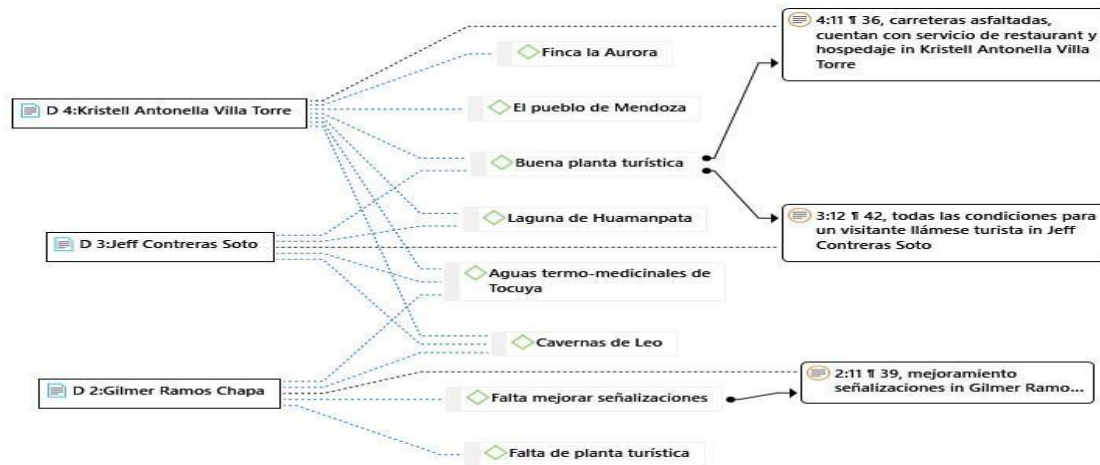 D 4:Kristell Antonella Villa Torre
D 3:Jeff Contreras Soto
D 2:Gilmer Ramos Chapa
Finca la Aurora
El pueblo de Mendoza
Buena planta turística
Laguna de Huamanpata
Aguas termo-medicinales de
Tocuya
Cavernas de Leo
Falta mejorar señalizaciones
Falta de planta turística
4:11 ¶ 36, carreteras asfaltadas,
cuentan con servicio de restaurant y
hospedaje in Kristell Antonella Villa
Torre
3:12 ¶ 42, todas las condiciones para
un visitante llámese turista in Jeff
Contreras Soto
2:11 ¶ 39, mejoramiento
señalizaciones in Gilmer Ramo...